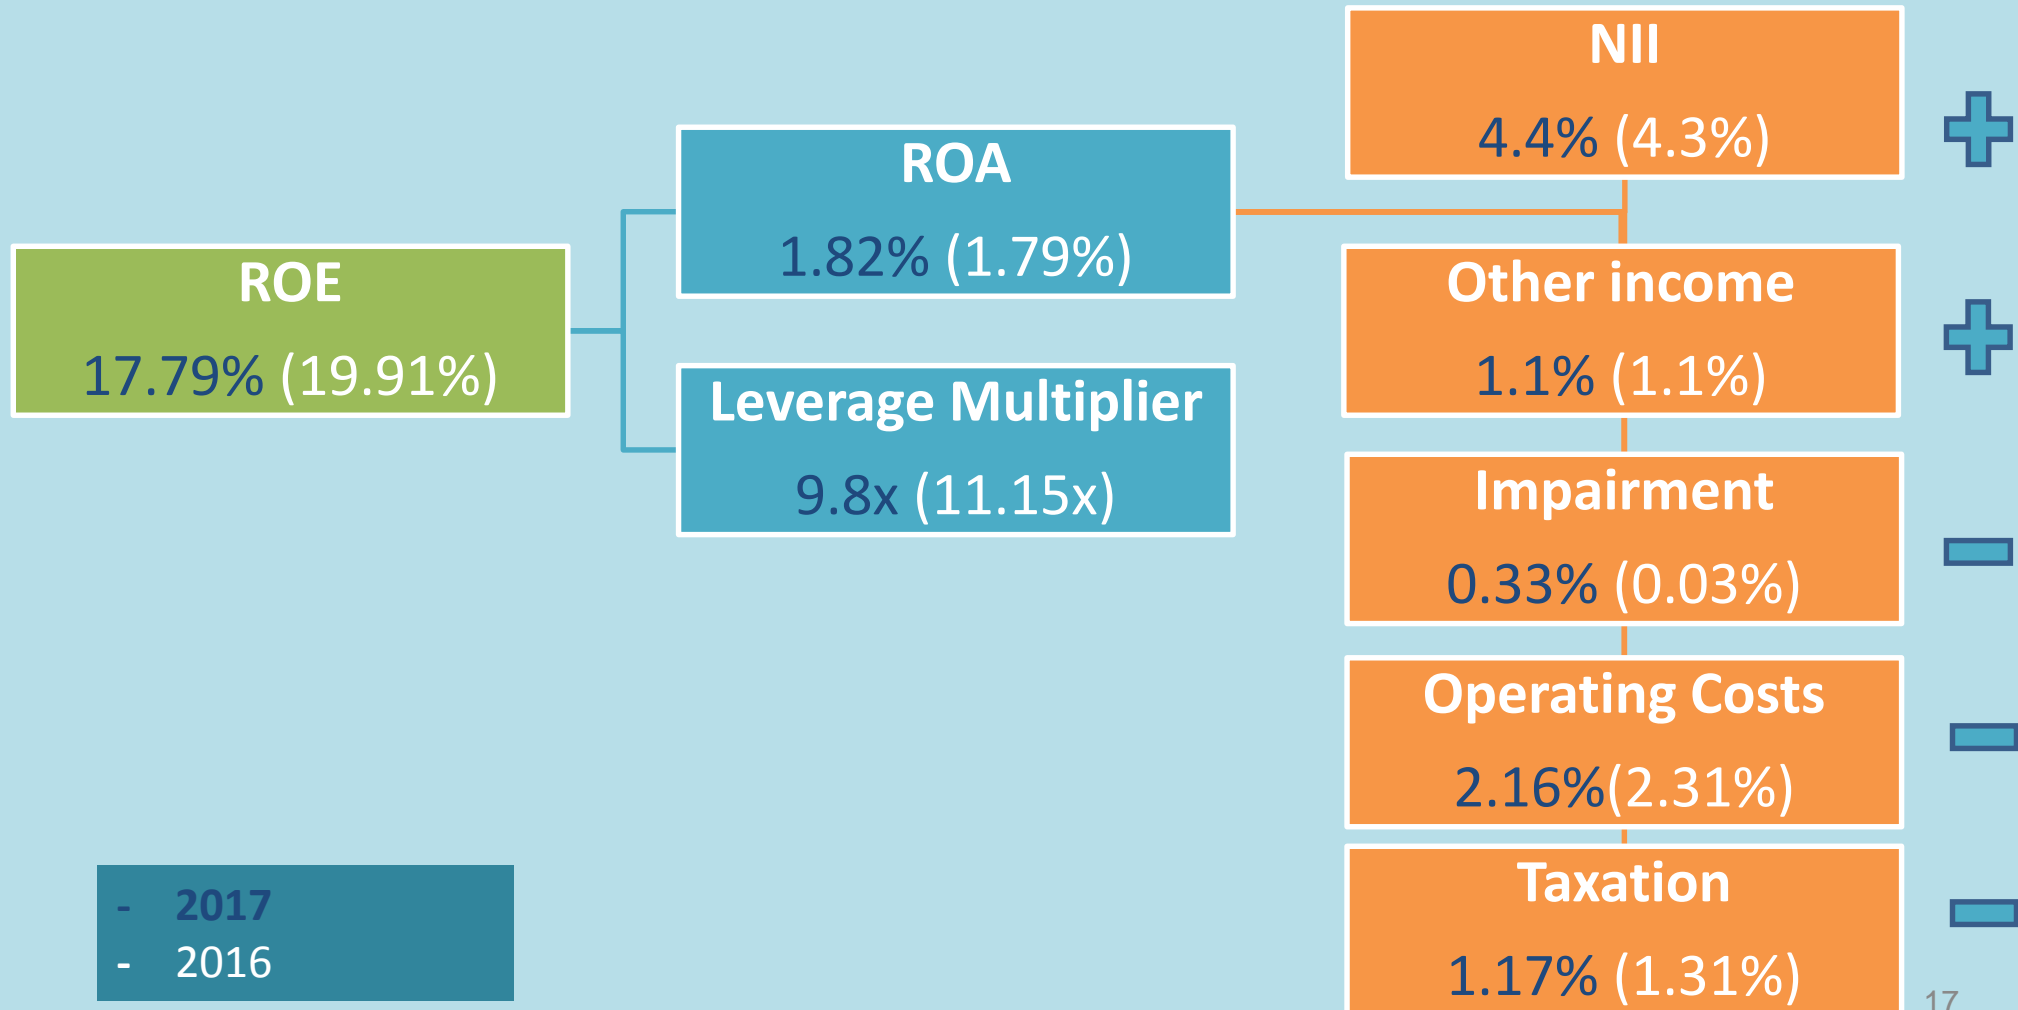 ROE
17.79% (19.91%)
ROA
1.82% (1.79%)
Leverage Multiplier
9.8x (11.15x)
NII
4.4% (4.3%)
Other income
1.1% (1.1%)
Impairment
0.33% (0.03%)
Operating Costs
2.16%(2.31%)
Taxation
1.17% (1.31%)
- 2017
- 2016
17